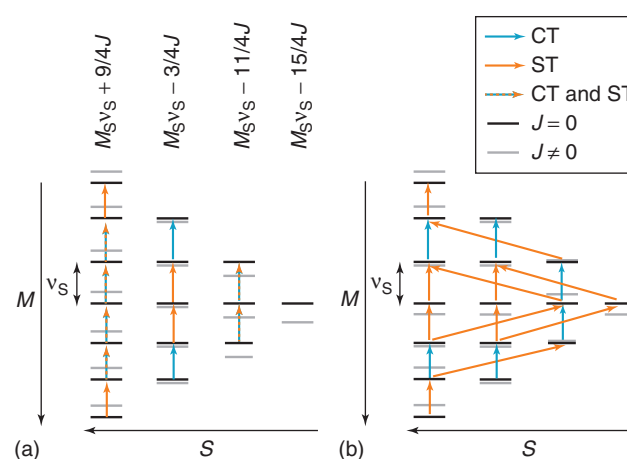 M_Sν_S + 9/4J
M_Sν_S − 3/4J
M_Sν_S − 11/4J
M_Sν_S − 15/4J
CT
ST
CT and ST
J = 0
J ≠ 0
ν_S
M
ν_S
M
(a)
S
(b)
S